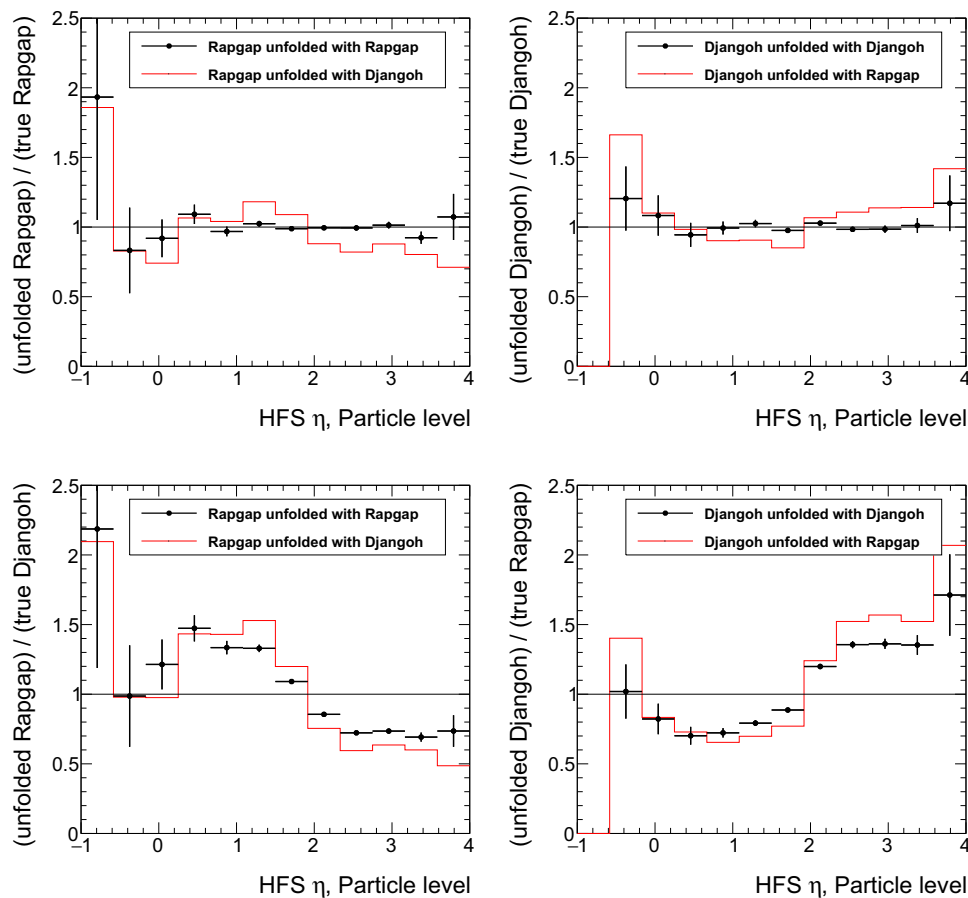 (unfolded Rapgap) / (true Rapgap)
2.5
2
1.5
1
0.5
0
Rapgap unfolded with Rapgap
Rapgap unfolded with Djangoh
−1 0 1 2 3 4
HFS η, Particle level
(unfolded Djangoh) / (true Djangoh)
2.5
2
1.5
1
0.5
0
Djangoh unfolded with Djangoh
Djangoh unfolded with Rapgap
−1 0 1 2 3 4
HFS η, Particle level
(unfolded Rapgap) / (true Djangoh)
2.5
2
1.5
1
0.5
0
Rapgap unfolded with Rapgap
Rapgap unfolded with Djangoh
−1 0 1 2 3 4
HFS η, Particle level
(unfolded Djangoh) / (true Rapgap)
2.5
2
1.5
1
0.5
0
Djangoh unfolded with Djangoh
Djangoh unfolded with Rapgap
−1 0 1 2 3 4
HFS η, Particle level